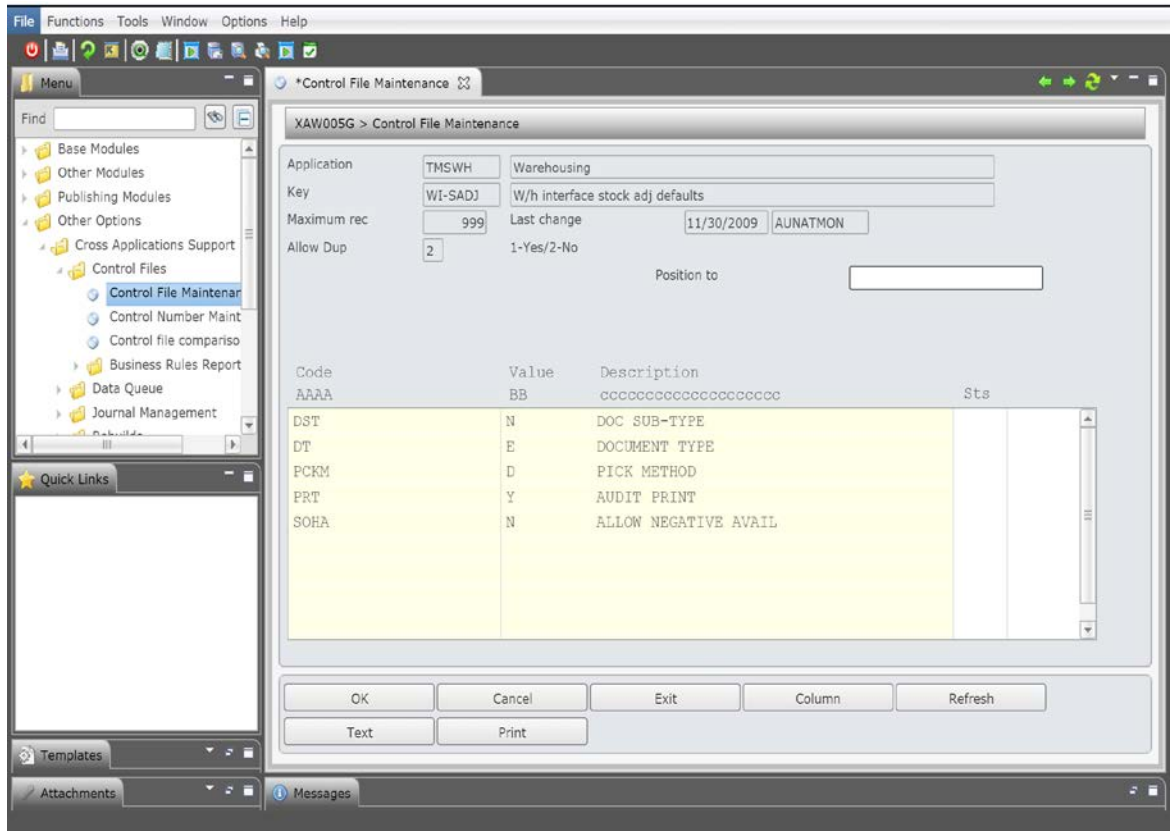 File Functions Tools Window Options Help
Menu
Find
Base Modules
Other Modules
Publishing Modules
Other Options
Cross Applications Support
Control Files
Control File Maintenar
Control Number Maint
Control file compariso
Business Rules Report
Data Queue
Journal Management
Quick Links
Templates
Attachments
*Control File Maintenance
XAW005G > Control File Maintenance
Application TMSWH Warehousing
Key WI-SADJ W/h interface stock adj defaults
Maximum rec 999 Last change 11/30/2009 AUNATMON
Allow Dup 2 1-Yes/2-No
Position to
Code Value Description
AAAA BB cccccccccccccccccccc Sts
DST N DOC SUB-TYPE
DT E DOCUMENT TYPE
PCKM D PICK METHOD
PRT Y AUDIT PRINT
SOHA N ALLOW NEGATIVE AVAIL
OK Cancel Exit Column Refresh
Text Print
Messages